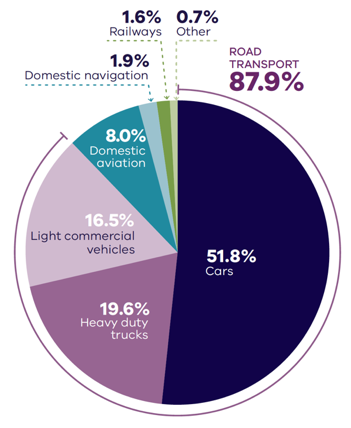 1.6%
Railways
0.7%
Other
1.9%
Domestic navigation
ROAD
TRANSPORT
87.9%
8.0%
Domestic
aviation
16.5%
Light commercial
vehicles
51.8%
Cars
19.6%
Heavy duty
trucks